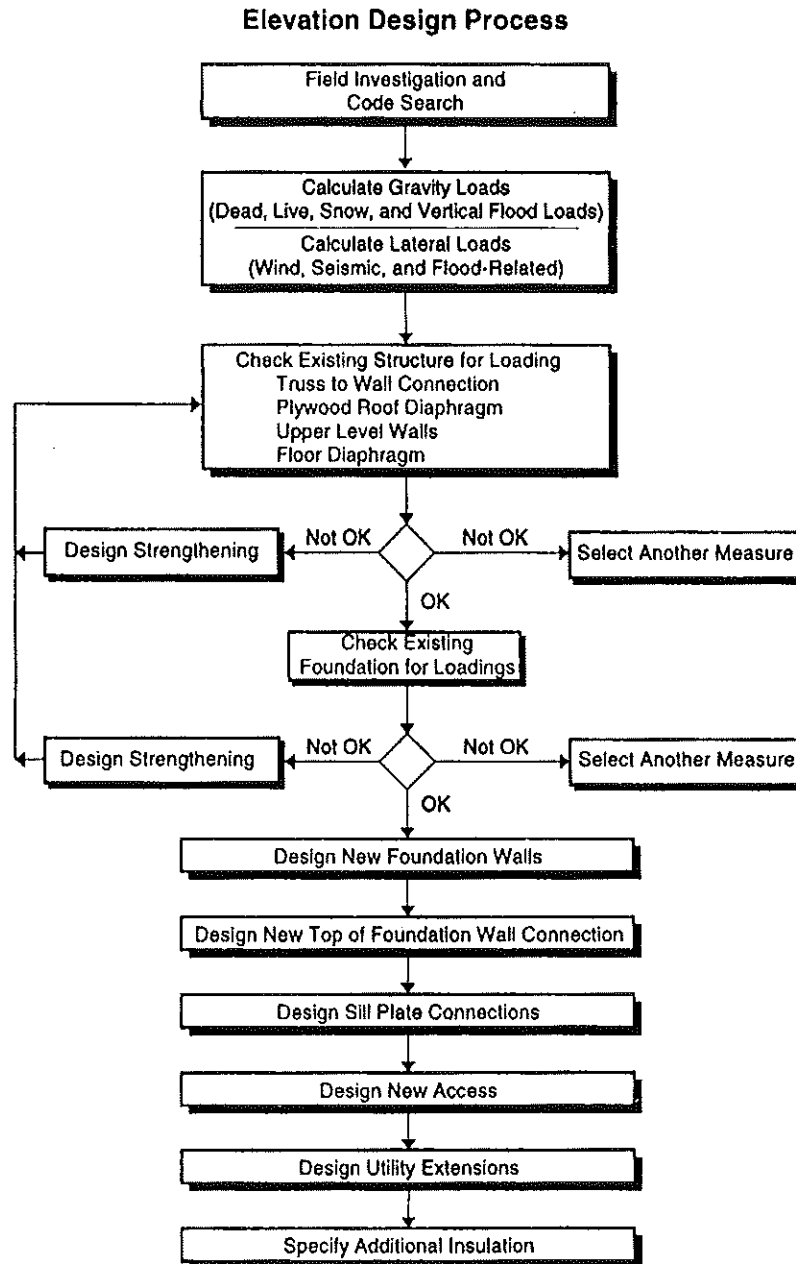 Elevation Design Process
Field Investigation and
Code Search
Calculate Gravity Loads
(Dead, Live, Snow, and Vertical Flood Loads)
Calculate Lateral Loads
(Wind, Seismic, and Flood-Related)
Check Existing Structure for Loading
Truss to Wall Connection
Plywood Roof Diaphragm
Upper Level Walls
Floor Diaphragm
Design Strengthening
Not OK
Not OK
Select Another Measure
OK
Check Existing
Foundation for Loadings
Design Strengthening
Not OK
Not OK
Select Another Measure
OK
Design New Foundation Walls
Design New Top of Foundation Wall Connection
Design Sill Plate Connections
Design New Access
Design Utility Extensions
Specify Additional Insulation